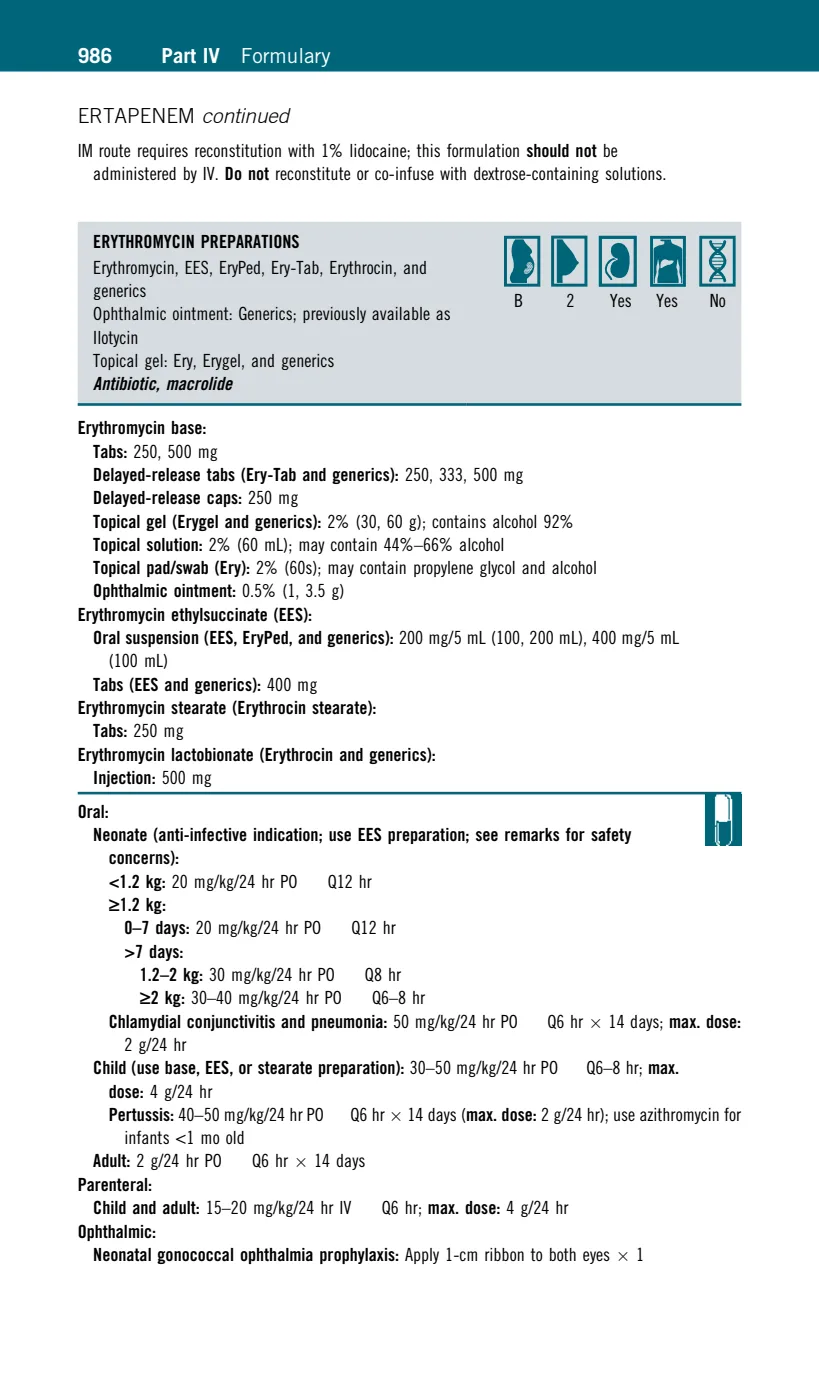 986 Part IV Formulary
ERTAPENEM continued
IM route requires reconstitution with 1% lidocaine; this formulation should not be
administered by IV. Do not reconstitute or co-infuse with dextrose-containing solutions.
ERYTHROMYCIN PREPARATIONS
Erythromycin, EES, EryPed, Ery-Tab, Erythrocin, and
generics
Ophthalmic ointment: Generics; previously available as
Ilotycin
Topical gel: Ery, Erygel, and generics
Antibiotic, macrolide
B 2 Yes Yes No
Erythromycin base:
Tabs: 250, 500 mg
Delayed-release tabs (Ery-Tab and generics): 250, 333, 500 mg
Delayed-release caps: 250 mg
Topical gel (Erygel and generics): 2% (30, 60 g); contains alcohol 92%
Topical solution: 2% (60 mL); may contain 44%–66% alcohol
Topical pad/swab (Ery): 2% (60s); may contain propylene glycol and alcohol
Ophthalmic ointment: 0.5% (1, 3.5 g)
Erythromycin ethylsuccinate (EES):
Oral suspension (EES, EryPed, and generics): 200 mg/5 mL (100, 200 mL), 400 mg/5 mL
(100 mL)
Tabs (EES and generics): 400 mg
Erythromycin stearate (Erythrocin stearate):
Tabs: 250 mg
Erythromycin lactobionate (Erythrocin and generics):
Injection: 500 mg
Oral:
Neonate (anti-infective indication; use EES preparation; see remarks for safety
concerns):
<1.2 kg: 20 mg/kg/24 hr PO Q12 hr
≥1.2 kg:
0–7 days: 20 mg/kg/24 hr PO Q12 hr
>7 days:
1.2–2 kg: 30 mg/kg/24 hr PO Q8 hr
≥2 kg: 30–40 mg/kg/24 hr PO Q6–8 hr
Chlamydial conjunctivitis and pneumonia: 50 mg/kg/24 hr PO Q6 hr × 14 days; max. dose:
2 g/24 hr
Child (use base, EES, or stearate preparation): 30–50 mg/kg/24 hr PO Q6–8 hr; max.
dose: 4 g/24 hr
Pertussis: 40–50 mg/kg/24 hr PO Q6 hr × 14 days (max. dose: 2 g/24 hr); use azithromycin for
infants <1 mo old
Adult: 2 g/24 hr PO Q6 hr × 14 days
Parenteral:
Child and adult: 15–20 mg/kg/24 hr IV Q6 hr; max. dose: 4 g/24 hr
Ophthalmic:
Neonatal gonococcal ophthalmia prophylaxis: Apply 1-cm ribbon to both eyes × 1